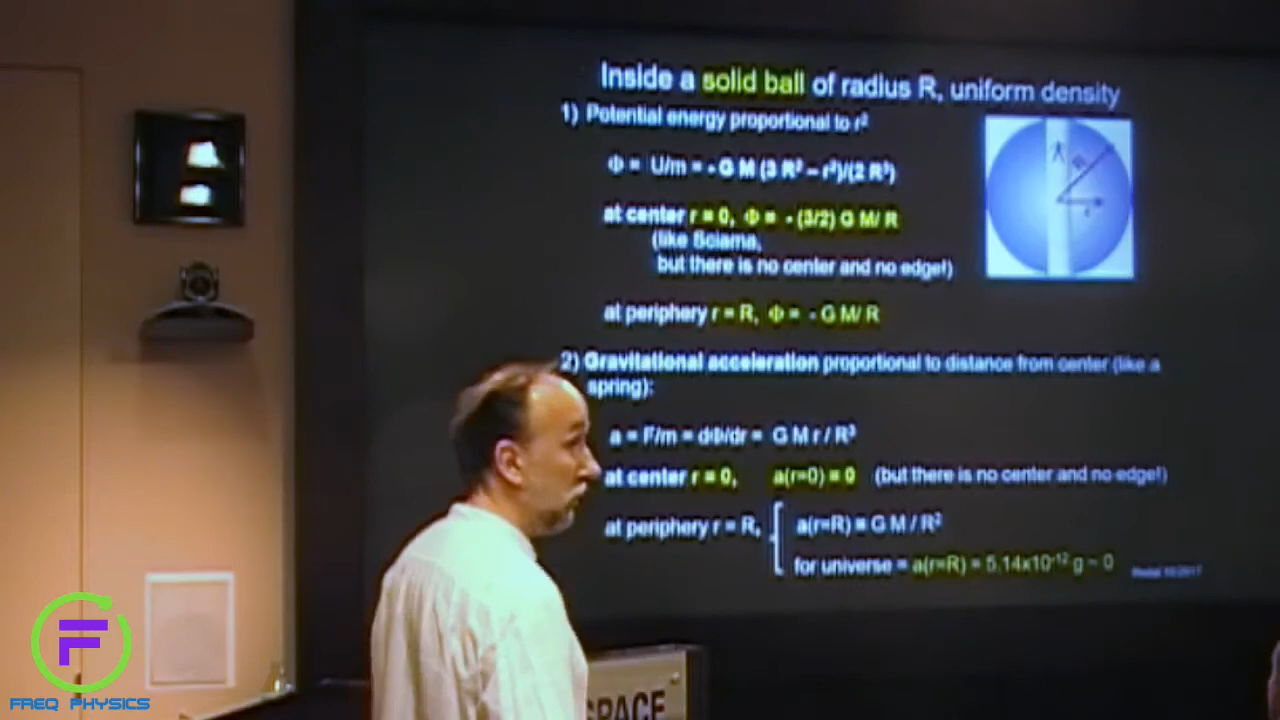 Inside a solid ball of radius R, uniform density
1) Potential energy proportional to r²
Φ = U/m = - G M (3 R² – r²)/(2 R³)
at center r = 0, Φ = - (3/2) G M/ R
(like Sciama,
but there is no center and no edge!)
at periphery r = R, Φ = - G M/ R
2) Gravitational acceleration proportional to distance from center (like a
spring):
a = F/m = dΦ/dr = G M r / R³
at center r = 0, a(r=0) = 0 (but there is no center and no edge!)
at periphery r = R, a(r=R) = G M / R²
for universe = a(r=R) = 5.14x10⁻¹² g ~ 0
SPACE
F
FREQ PHYSICS